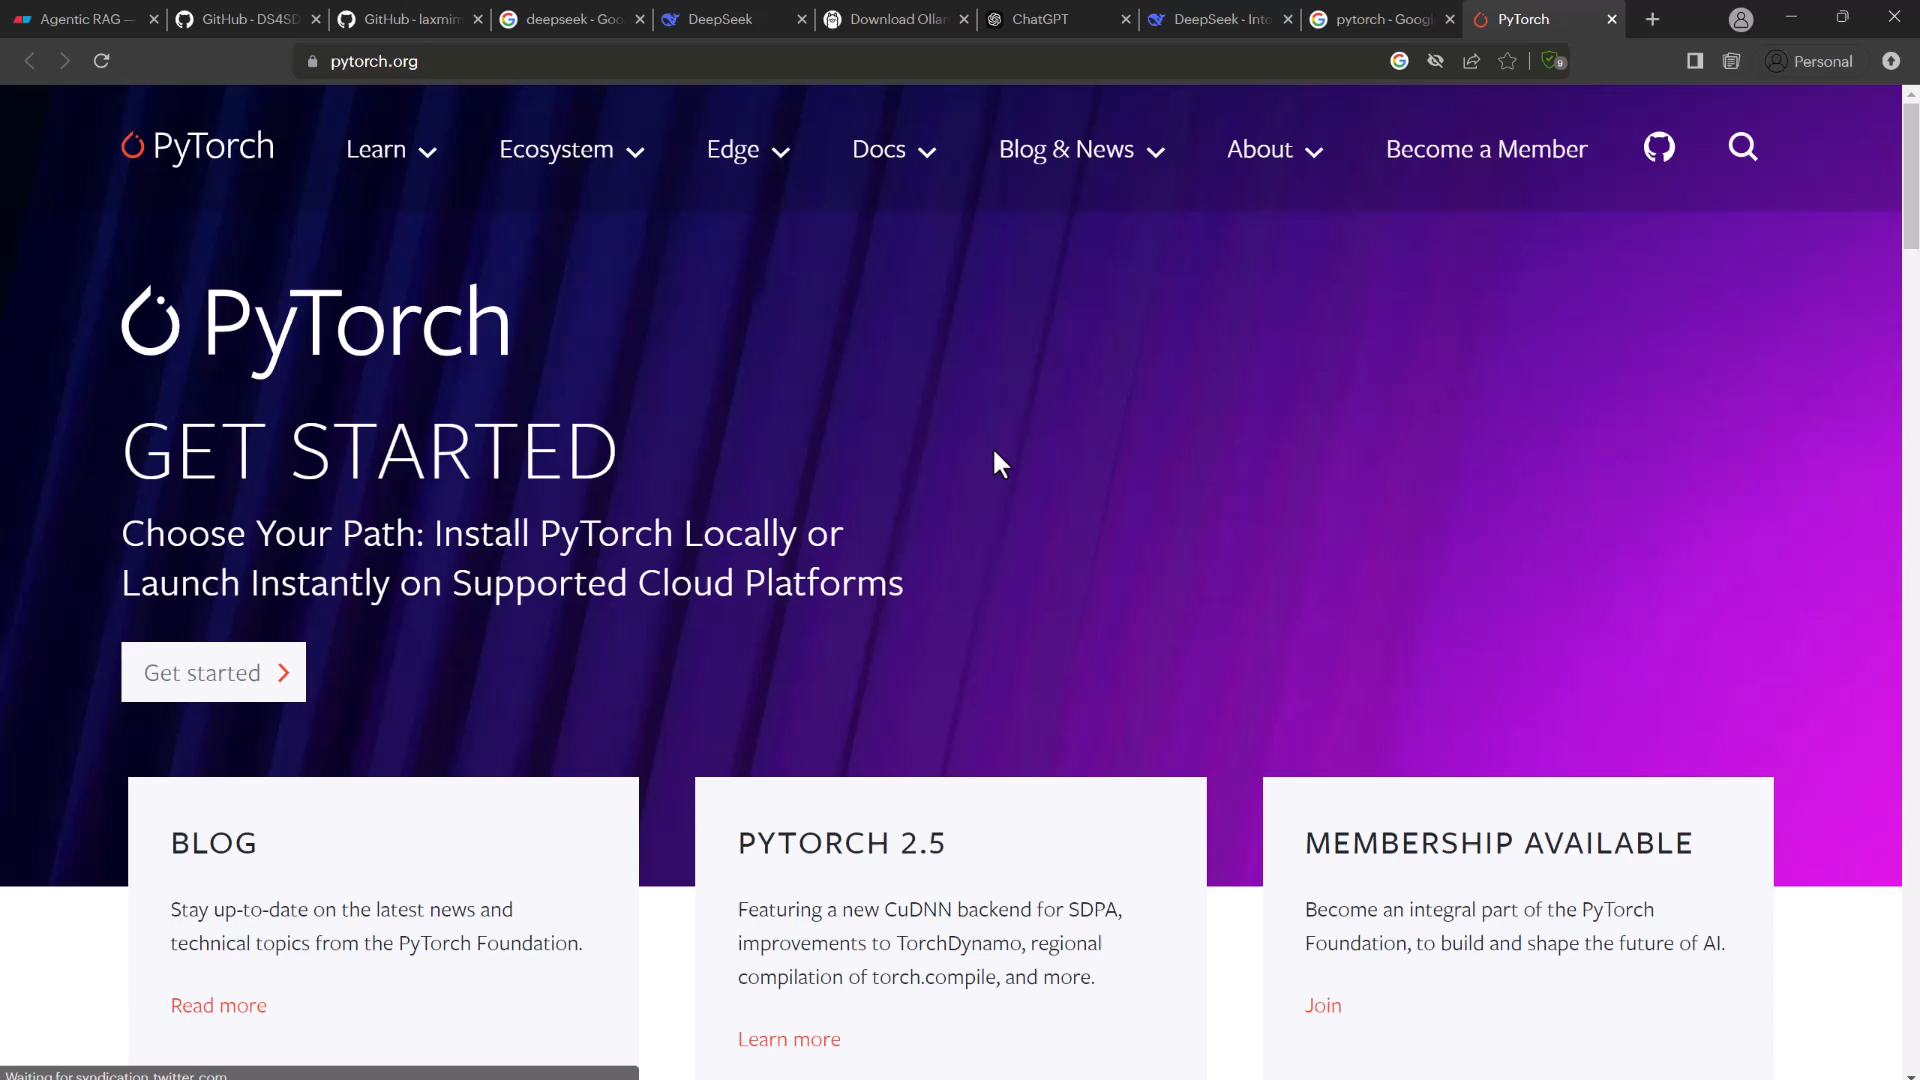 Agentic RAG —
GitHub - DS4SD
GitHub - laxmim
deepseek - Goo
DeepSeek
Download Ollam
ChatGPT
DeepSeek - Into
pytorch - Google
PyTorch
pytorch.org
9
Personal
PyTorch
Learn
Ecosystem
Edge
Docs
Blog & News
About
Become a Member
PyTorch
GET STARTED
Choose Your Path: Install PyTorch Locally or
Launch Instantly on Supported Cloud Platforms
Get started
BLOG
Stay up-to-date on the latest news and
technical topics from the PyTorch Foundation.
Read more
PYTORCH 2.5
Featuring a new CuDNN backend for SDPA,
improvements to TorchDynamo, regional
compilation of torch.compile, and more.
Learn more
MEMBERSHIP AVAILABLE
Become an integral part of the PyTorch
Foundation, to build and shape the future of AI.
Join
Waiting for syndication.twitter.com